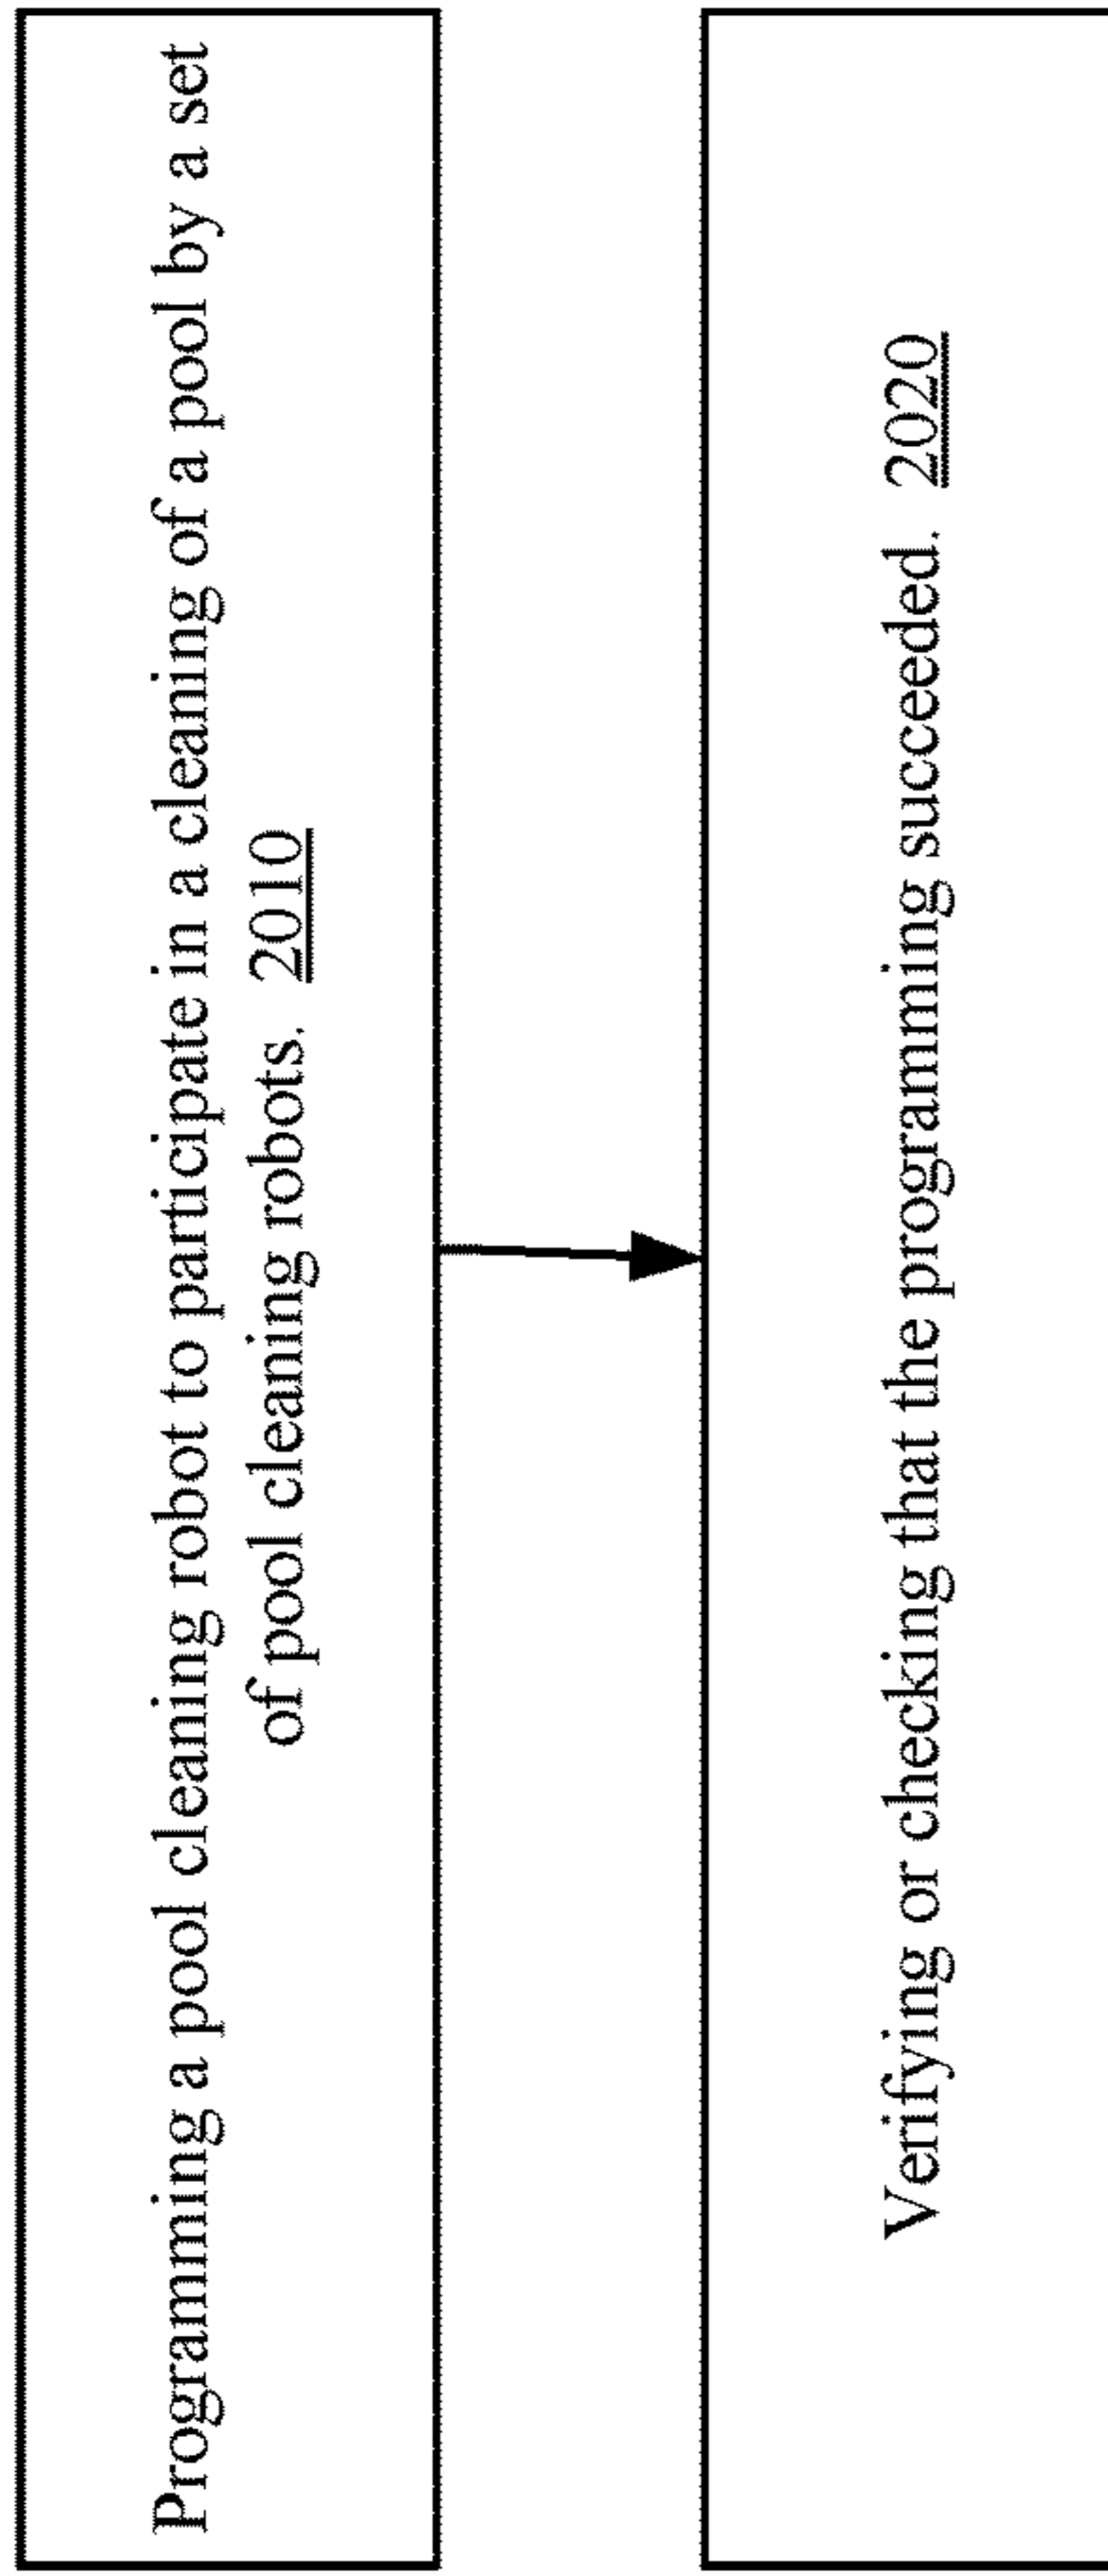 Programming a pool cleaning robot to participate in a cleaning of a pool by a set
of pool cleaning robots. 2010
Verifying or checking that the programming succeeded. 2020